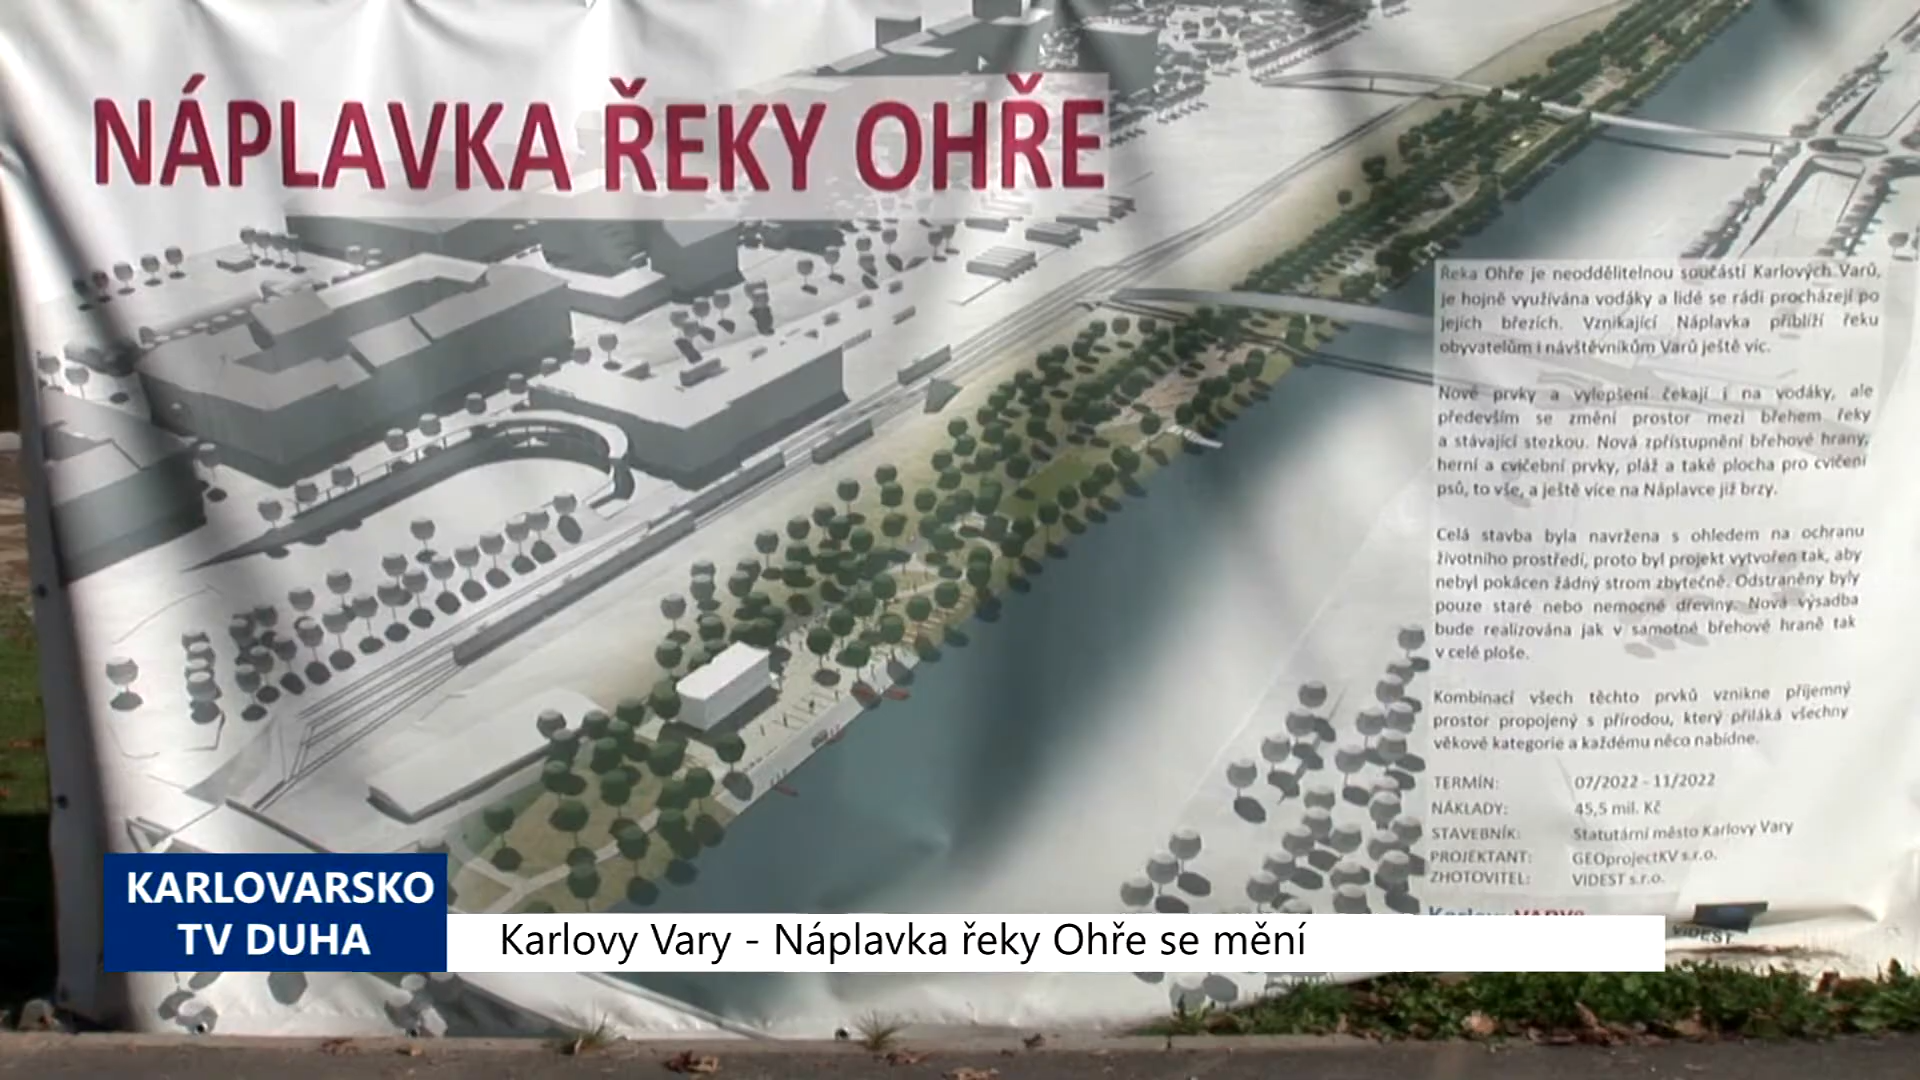 NÁPLAVKA ŘEKY OHŘE
Řeka Ohře je neoddělitelnou součástí Karlových Varů,
je hojně využívána vodáky a lidé se rádi procházejí po
jejích březích. Vznikající Náplavka přiblíží řeku
obyvatelům i návštěvníkům Varů ještě víc.
Nové prvky a vylepšení čekají i na vodáky, ale
především se změní prostor mezi břehem řeky
a stávající stezkou. Nová zpřístupnění břehové hrany,
herní a cvičební prvky, pláž a také plocha pro cvičení
psů, to vše, a ještě více na Náplavce již brzy.
Celá stavba byla navržena s ohledem na ochranu
životního prostředí, proto byl projekt vytvořen tak, aby
nebyl pokácen žádný strom zbytečně. Odstraněny byly
pouze staré nebo nemocné dřeviny. Nová výsadba
bude realizována jak v samotné břehové hraně tak
v celé ploše.
Kombinací všech těchto prvků vznikne příjemný
prostor propojený s přírodou, který přiláká všechny
věkové kategorie a každému něco nabídne.
TERMÍN: 07/2022 - 11/2022
NÁKLADY: 45,5 mil. Kč
STAVEBNÍK: Statutární město Karlovy Vary
PROJEKTANT: GEOprojectKV s.r.o.
ZHOTOVITEL: VIDEST s.r.o.
VIDEST
KARLOVARSKO
TV DUHA
Karlovy Vary - Náplavka řeky Ohře se mění